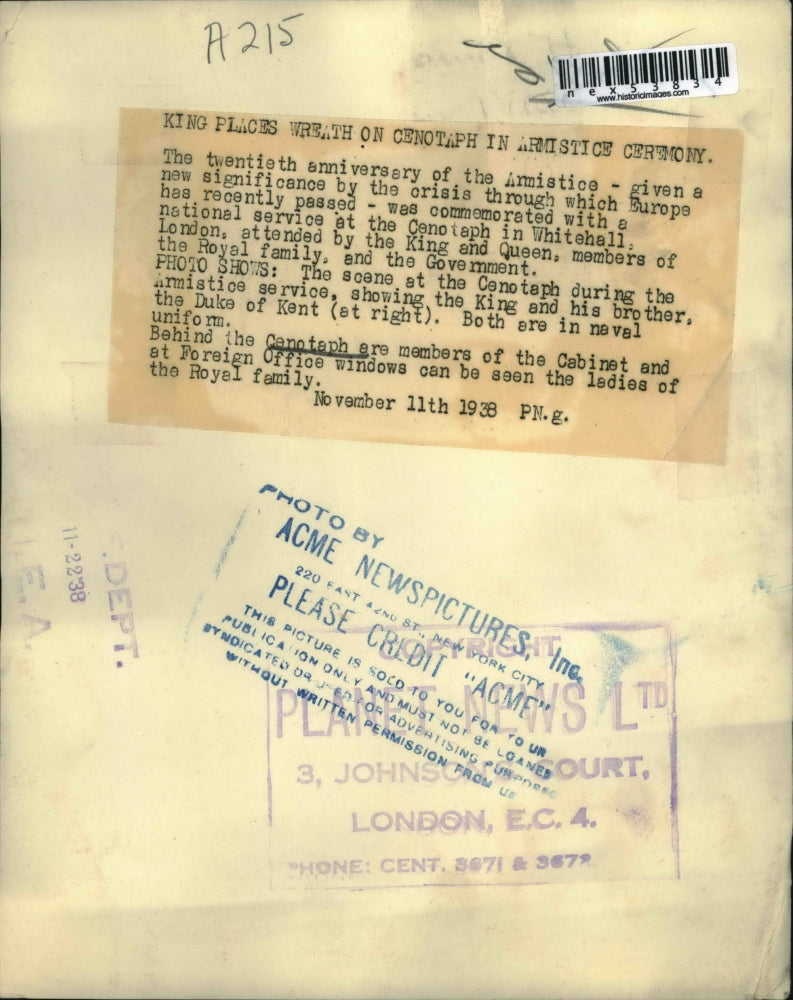 A215
nex53834
www.historicimages.com
KING PLACES WREATH ON CENOTAPH IN ARMISTICE CEREMONY.
The twentieth anniversary of the Armistice - given a
new significance by the crisis through which Europe
has recently passed - was commemorated with a
national service at the Cenotaph in Whitehall,
London, attended by the King and Queen, members of
the Royal family, and the Government.
PHOTO SHOWS: The scene at the Cenotaph during the
Armistice service, showing the King and his brother,
the Duke of Kent (at right). Both are in naval
uniform.
Behind the Cenotaph are members of the Cabinet and
at Foreign Office windows can be seen the ladies of
the Royal family.
November 11th 1938 PN.g.
PHOTO BY
ACME NEWSPICTURES, Inc.
220 EAST 42ND ST., NEW YORK CITY
PLEASE CREDIT "ACME"
THIS PICTURE IS SOLD TO YOU FOR YOUR
PUBLICATION ONLY AND MUST NOT BE LOANED
SYNDICATED OR USED FOR ADVERTISING PURPOSES
WITHOUT WRITTEN PERMISSION FROM US
COPYRIGHT
PLANET NEWS LTD
3, JOHNSON'S COURT,
LONDON, E.C. 4.
PHONE: CENT. 3671 & 3672
DEPT.
11-22 38
E.A.